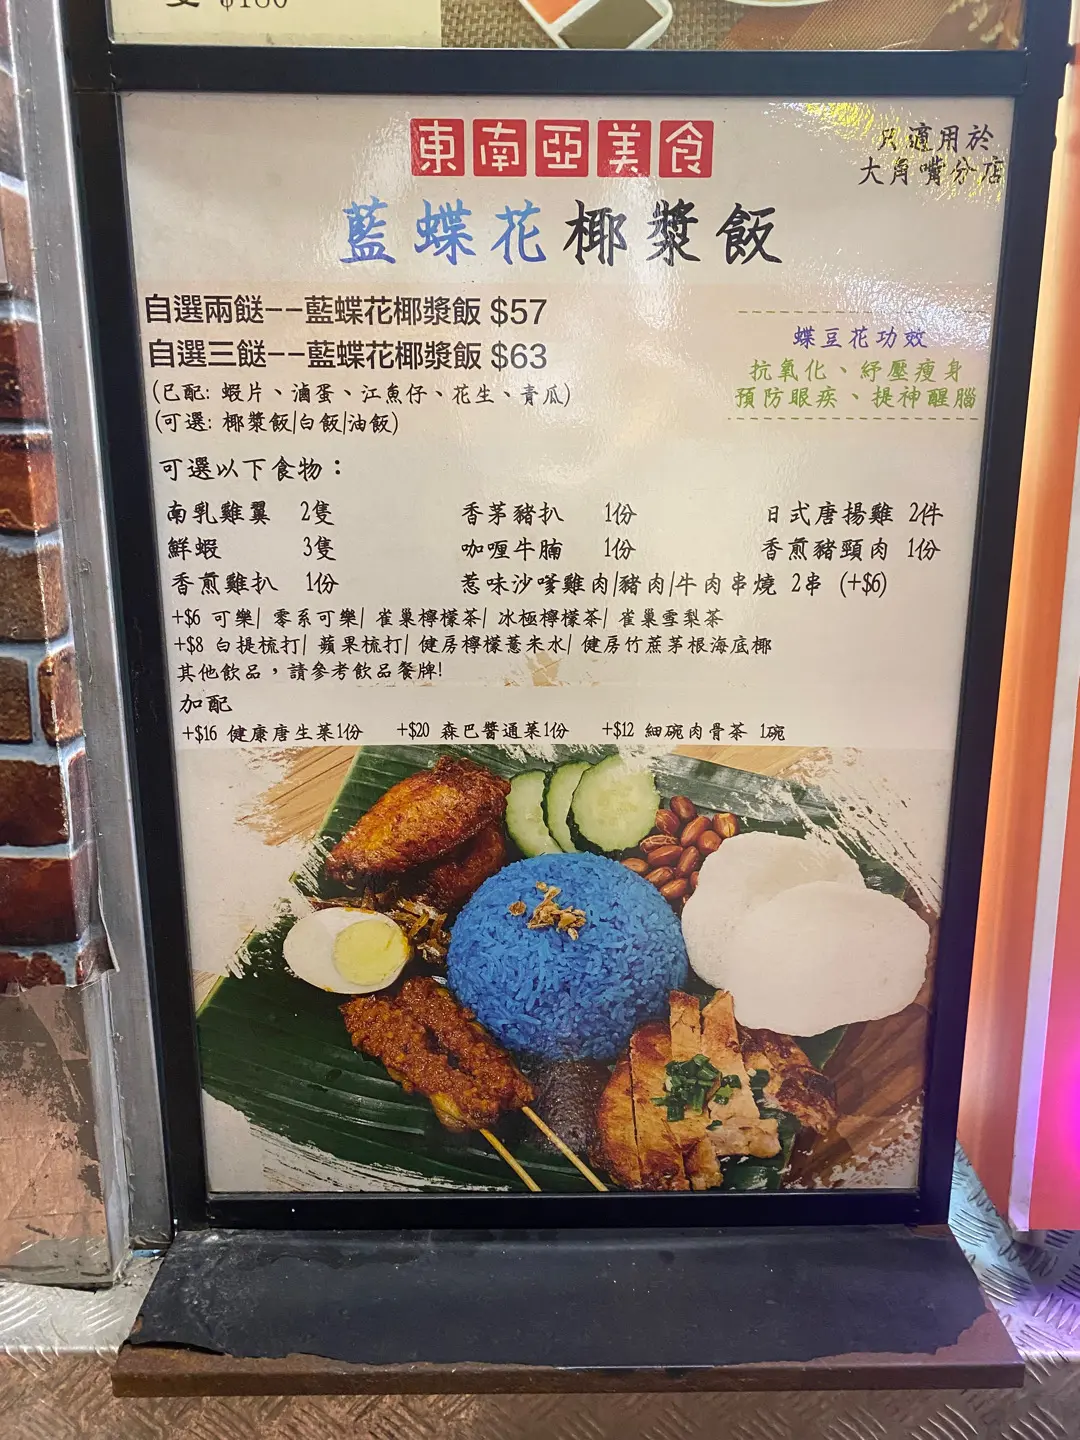 $180
東南亞美食
只適用於
大角嘴分店
藍蝶花椰漿飯
自選兩餸--藍蝶花椰漿飯 $57
自選三餸--藍蝶花椰漿飯 $63
(已配: 蝦片、滷蛋、江魚仔、花生、青瓜)
(可選: 椰漿飯|白飯|油飯)
蝶豆花功效
抗氧化、紓壓瘦身
預防眼疾、提神醒腦
可選以下食物：
南乳雞翼 2隻 香茅豬扒 1份 日式唐揚雞 2件
鮮蝦 3隻 咖喱牛腩 1份 香煎豬頸肉 1份
香煎雞扒 1份 惹味沙嗲雞肉|豬肉|牛肉串燒 2串 (+$6)
+$6 可樂| 零系可樂| 雀巢檸檬茶| 冰極檸檬茶| 雀巢雪梨茶
+$8 白提梳打| 蘋果梳打| 健房檸檬薏朱水| 健房竹蔗茅根海底椰
其他飲品，請參考飲品餐牌!
加配
+$16 健康唐生菜1份 +$20 森巴醬通菜1份 +$12 細碗肉骨茶 1碗